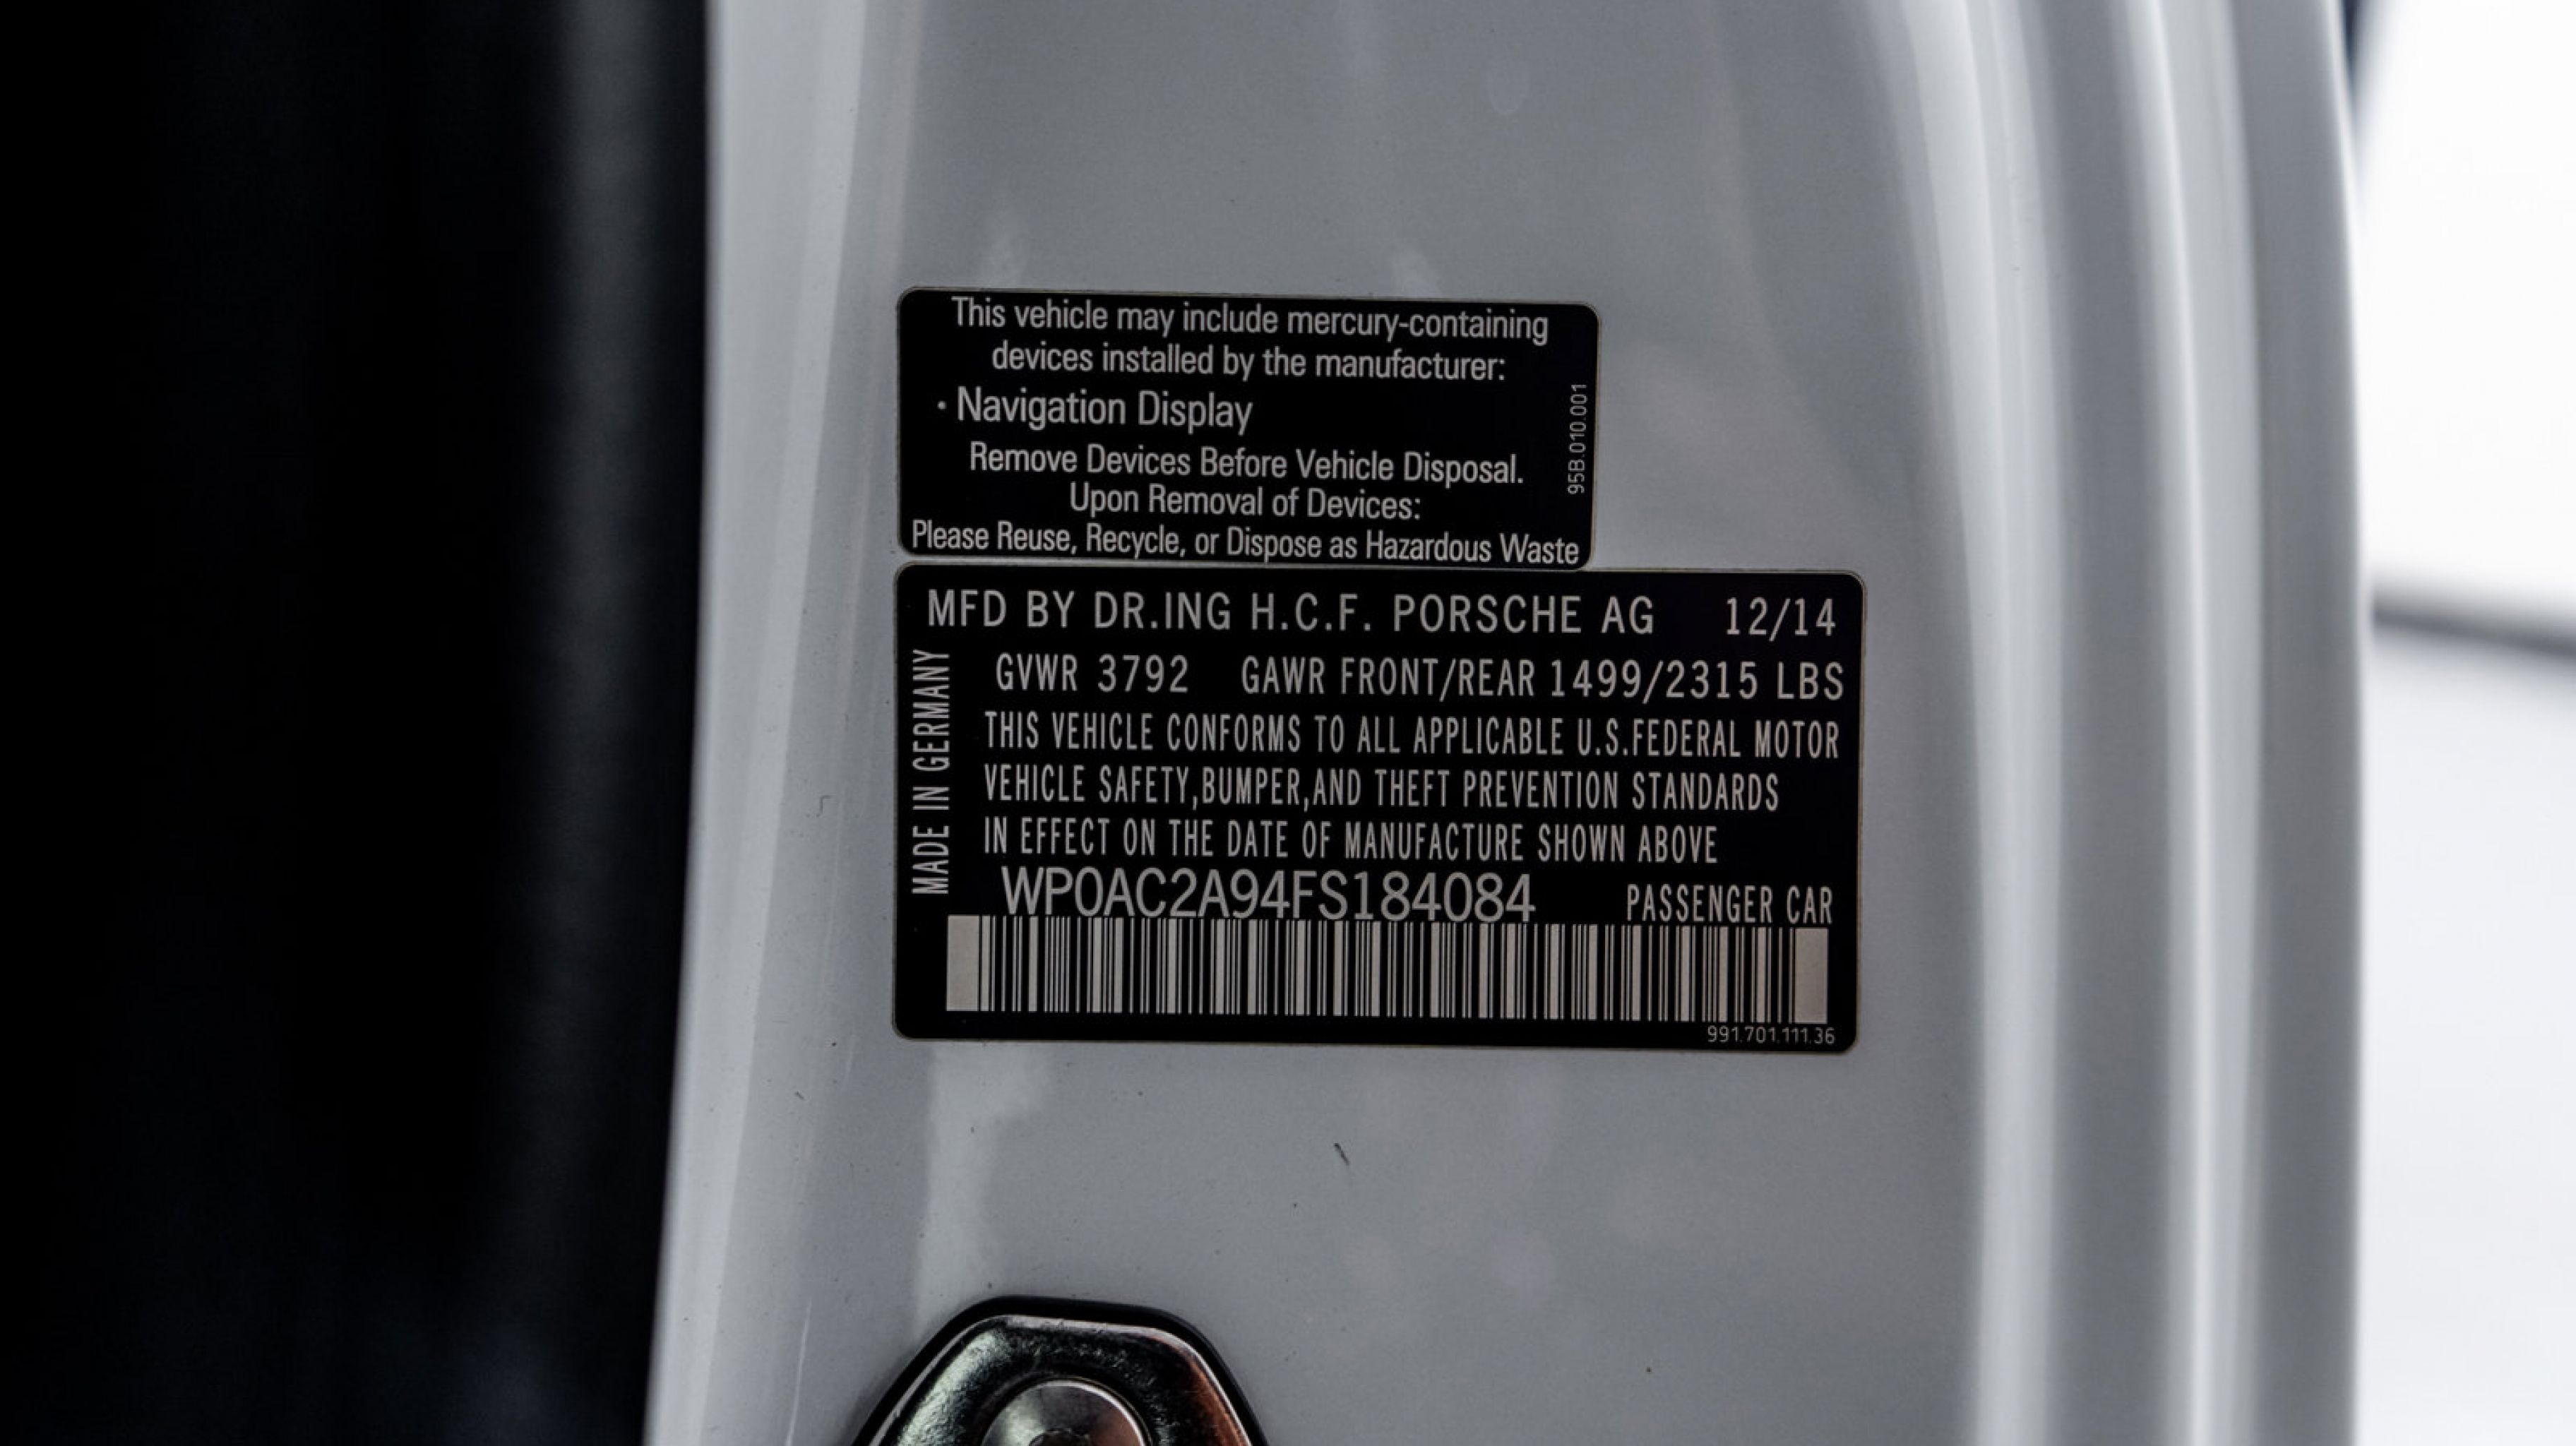 This vehicle may include mercury-containing
devices installed by the manufacturer:
· Navigation Display
Remove Devices Before Vehicle Disposal.
Upon Removal of Devices:
Please Reuse, Recycle, or Dispose as Hazardous Waste
95B.010.001
MFD BY DR.ING H.C.F. PORSCHE AG 12/14
GVWR 3792 GAWR FRONT/REAR 1499/2315 LBS
THIS VEHICLE CONFORMS TO ALL APPLICABLE U.S.FEDERAL MOTOR
VEHICLE SAFETY,BUMPER,AND THEFT PREVENTION STANDARDS
IN EFFECT ON THE DATE OF MANUFACTURE SHOWN ABOVE
WP0AC2A94FS184084 PASSENGER CAR
MADE IN GERMANY
991.701.111.36